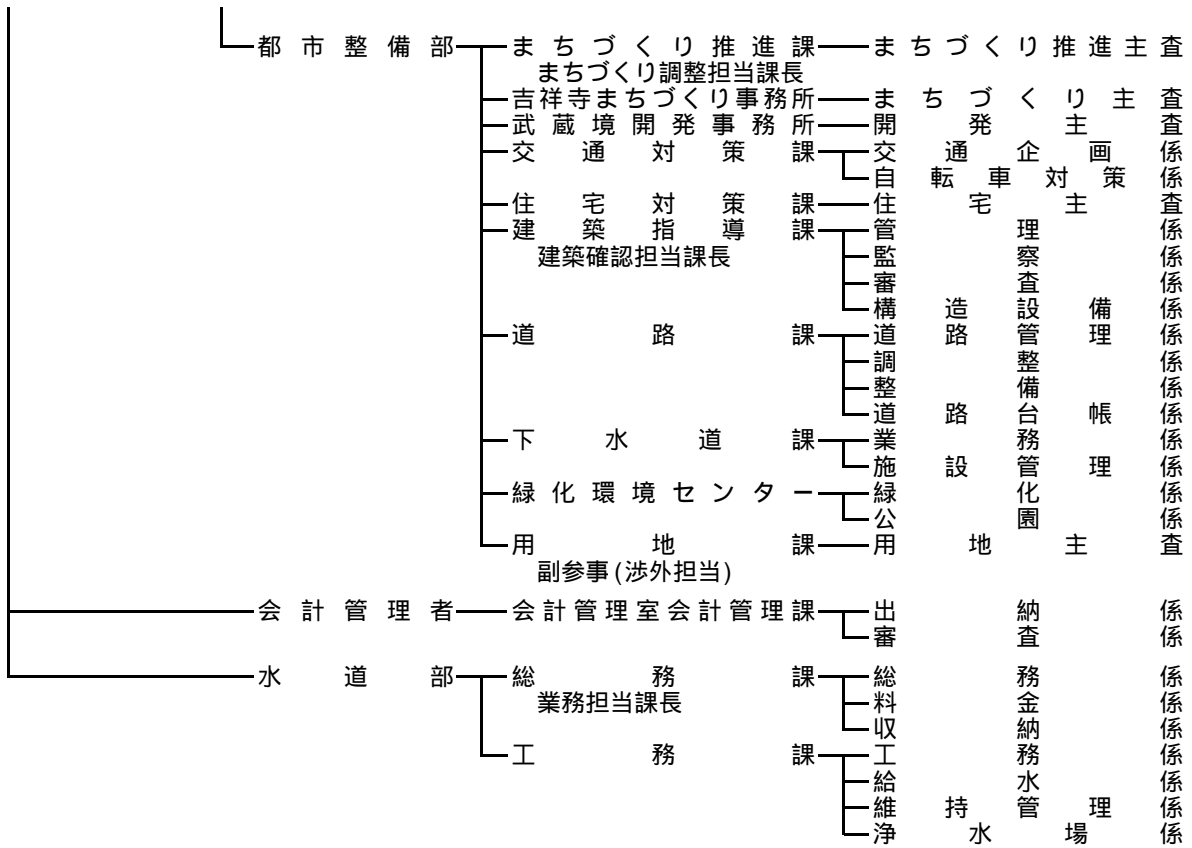 都市整備部 まちづくり推進課 まちづくり推進主査
まちづくり調整担当課長
吉祥寺まちづくり事務所 まちづくり主査
武蔵境開発事務所 開発主査
交通対策課 交通企画係
自転車対策係
住宅対策課 住宅主査
建築指導課 管理係
建築確認担当課長 監察係
審査係
構造設備係
道路課 道路管理係
調整係
整備係
道路台帳係
下水道課 業務係
施設管理係
緑化環境センター 緑化係
公園係
用地課 用地主査
副参事(渉外担当)
会計管理者 会計管理室会計管理課 出納係
審査係
水道部 総務課 総務係
業務担当課長 料金係
収納係
工務課 工務係
給水係
維持管理係
浄水場係